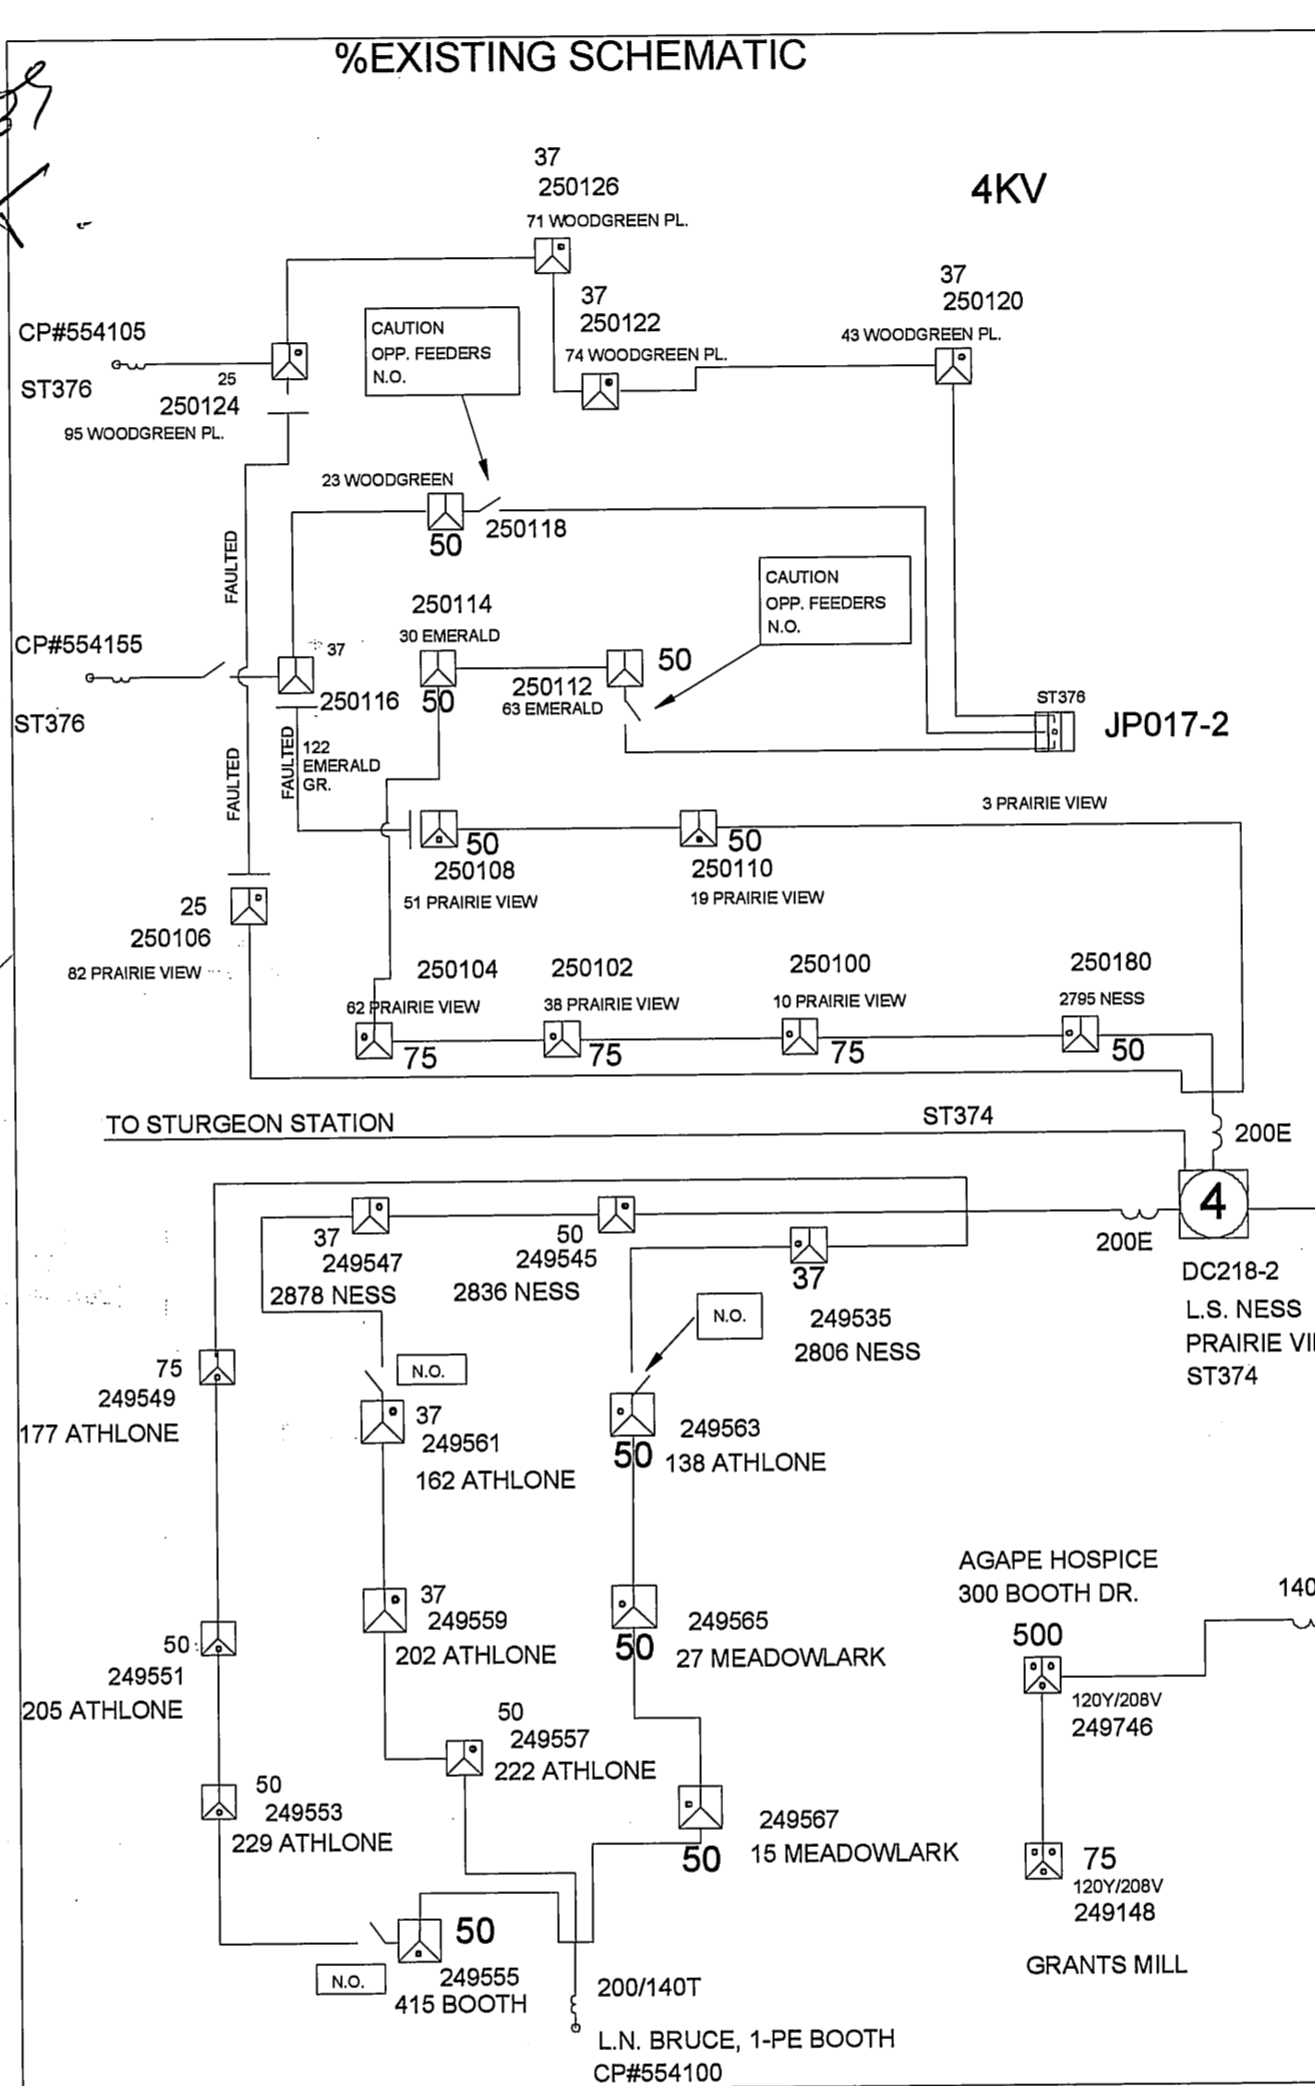 %EXISTING SCHEMATIC
4KV
37
250126
71 WOODGREEN PL.
37
250122
74 WOODGREEN PL.
37
250120
43 WOODGREEN PL.
CP#554105
ST376
25
250124
95 WOODGREEN PL.
CAUTION
OPP. FEEDERS
N.O.
23 WOODGREEN
50
250118
FAULTED
CAUTION
OPP. FEEDERS
N.O.
250114
30 EMERALD
50
250112
63 EMERALD
50
CP#554155
ST376
37
250116
122
EMERALD
GR.
FAULTED
FAULTED
ST376
JP017-2
3 PRAIRIE VIEW
50
250108
51 PRAIRIE VIEW
50
250110
19 PRAIRIE VIEW
25
250106
82 PRAIRIE VIEW
250104
62 PRAIRIE VIEW
75
250102
38 PRAIRIE VIEW
75
250100
10 PRAIRIE VIEW
75
250180
2795 NESS
50
TO STURGEON STATION
ST374
200E
4
200E
DC218-2
L.S. NESS
PRAIRIE VI
ST374
37
249547
2878 NESS
50
249545
2836 NESS
37
249535
2806 NESS
N.O.
N.O.
75
249549
177 ATHLONE
37
249561
162 ATHLONE
249563
50
138 ATHLONE
AGAPE HOSPICE
300 BOOTH DR.
500
120Y/208V
249746
140
50
249551
205 ATHLONE
37
249559
202 ATHLONE
249565
50
27 MEADOWLARK
50
249557
222 ATHLONE
50
249553
229 ATHLONE
249567
50
15 MEADOWLARK
75
120Y/208V
249148
GRANTS MILL
50
N.O.
249555
415 BOOTH
200/140T
L.N. BRUCE, 1-PE BOOTH
CP#554100